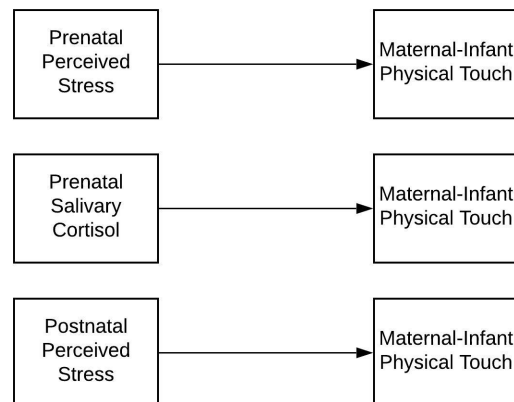 Prenatal
Perceived
Stress
Maternal-Infant
Physical Touch
Prenatal
Salivary
Cortisol
Maternal-Infant
Physical Touch
Postnatal
Perceived
Stress
Maternal-Infant
Physical Touch